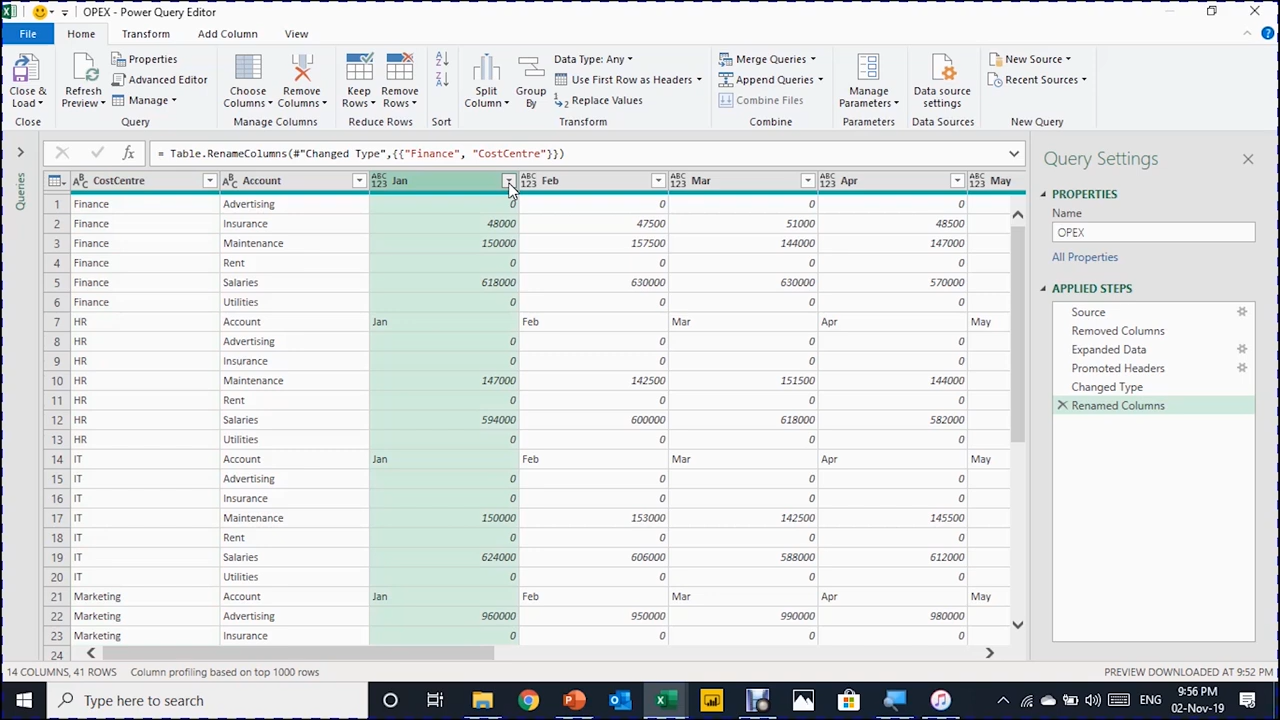 OPEX - Power Query Editor
File Home Transform Add Column View
Close & Load
Refresh Preview
Properties
Advanced Editor
Manage
Choose Columns
Remove Columns
Keep Rows
Remove Rows
Split Column
Group By
Data Type: Any
Use First Row as Headers
Replace Values
Merge Queries
Append Queries
Combine Files
Manage Parameters
Data source settings
New Source
Recent Sources
Close Query Manage Columns Reduce Rows Sort Transform Combine Parameters Data Sources New Query
fx = Table.RenameColumns(#"Changed Type",{{"Finance", "CostCentre"}})
Queries
CostCentre Account Jan Feb Mar Apr May
1 Finance Advertising 0 0 0 0
2 Finance Insurance 48000 47500 51000 48500
3 Finance Maintenance 150000 157500 144000 147000
4 Finance Rent 0 0 0 0
5 Finance Salaries 618000 630000 630000 570000
6 Finance Utilities 0 0 0 0
7 HR Account Jan Feb Mar Apr May
8 HR Advertising 0 0 0 0
9 HR Insurance 0 0 0 0
10 HR Maintenance 147000 142500 151500 144000
11 HR Rent 0 0 0 0
12 HR Salaries 594000 600000 618000 582000
13 HR Utilities 0 0 0 0
14 IT Account Jan Feb Mar Apr May
15 IT Advertising 0 0 0 0
16 IT Insurance 0 0 0 0
17 IT Maintenance 150000 153000 142500 145500
18 IT Rent 0 0 0 0
19 IT Salaries 624000 606000 588000 612000
20 IT Utilities 0 0 0 0
21 Marketing Account Jan Feb Mar Apr May
22 Marketing Advertising 960000 950000 990000 980000
23 Marketing Insurance 0 0 0 0
24
Query Settings
PROPERTIES
Name
OPEX
All Properties
APPLIED STEPS
Source
Removed Columns
Expanded Data
Promoted Headers
Changed Type
Renamed Columns
14 COLUMNS, 41 ROWS Column profiling based on top 1000 rows PREVIEW DOWNLOADED AT 9:52 PM
Type here to search
ENG
9:56 PM
02-Nov-19